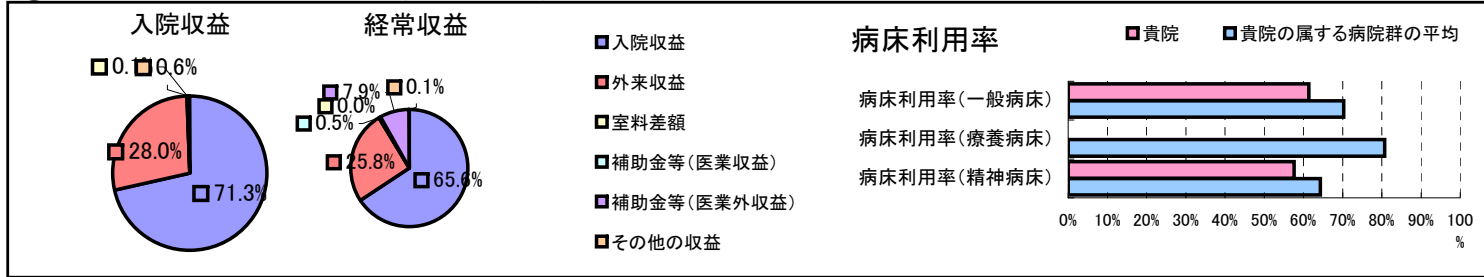 入院収益
0.1
0.6%
28.0%
71.3%
経常収益
7.9%
0.1%
0.0%
0.5%
25.8%
65.6%
入院収益
外来収益
室料差額
補助金等(医業収益)
補助金等(医業外収益)
その他の収益
病床利用率
貴院
貴院の属する病院群の平均
病床利用率(一般病床)
病床利用率(療養病床)
病床利用率(精神病床)
0% 10% 20% 30% 40% 50% 60% 70% 80% 90% 100
%